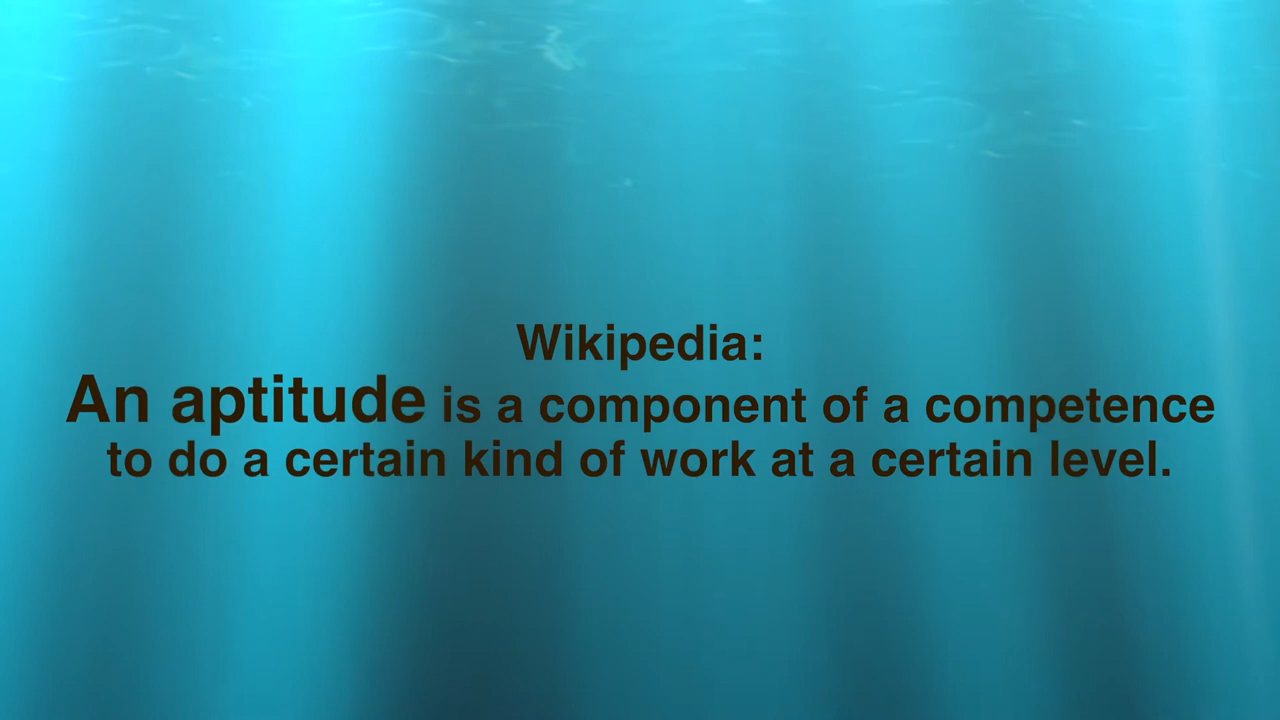 Wikipedia:
An aptitude is a component of a competence
to do a certain kind of work at a certain level.